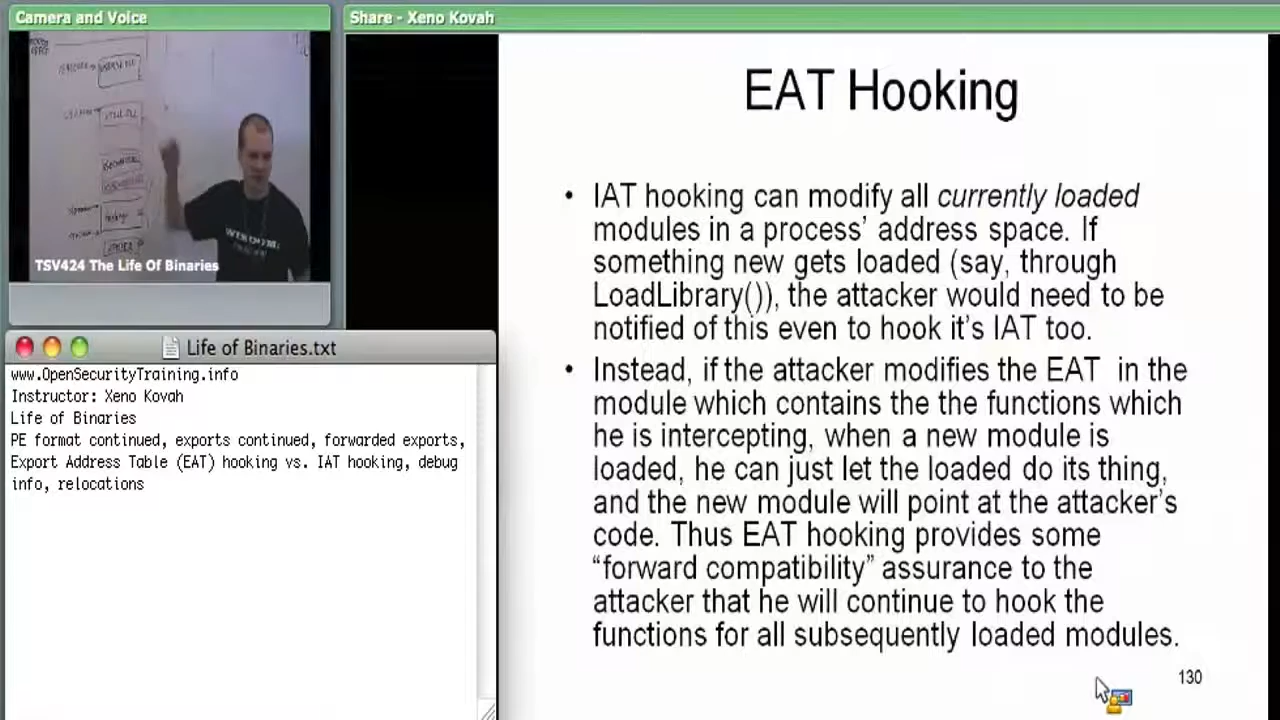 Camera and Voice
Share - Xeno Kovah
TSV424 The Life Of Binaries
Life of Binaries.txt
www.OpenSecurityTraining.info
Instructor: Xeno Kovah
Life of Binaries
PE format continued, exports continued, forwarded exports,
Export Address Table (EAT) hooking vs. IAT hooking, debug
info, relocations
EAT Hooking
• IAT hooking can modify all currently loaded
modules in a process' address space. If
something new gets loaded (say, through
LoadLibrary()), the attacker would need to be
notified of this even to hook it's IAT too.
• Instead, if the attacker modifies the EAT in the
module which contains the the functions which
he is intercepting, when a new module is
loaded, he can just let the loaded do its thing,
and the new module will point at the attacker's
code. Thus EAT hooking provides some
“forward compatibility” assurance to the
attacker that he will continue to hook the
functions for all subsequently loaded modules.
130